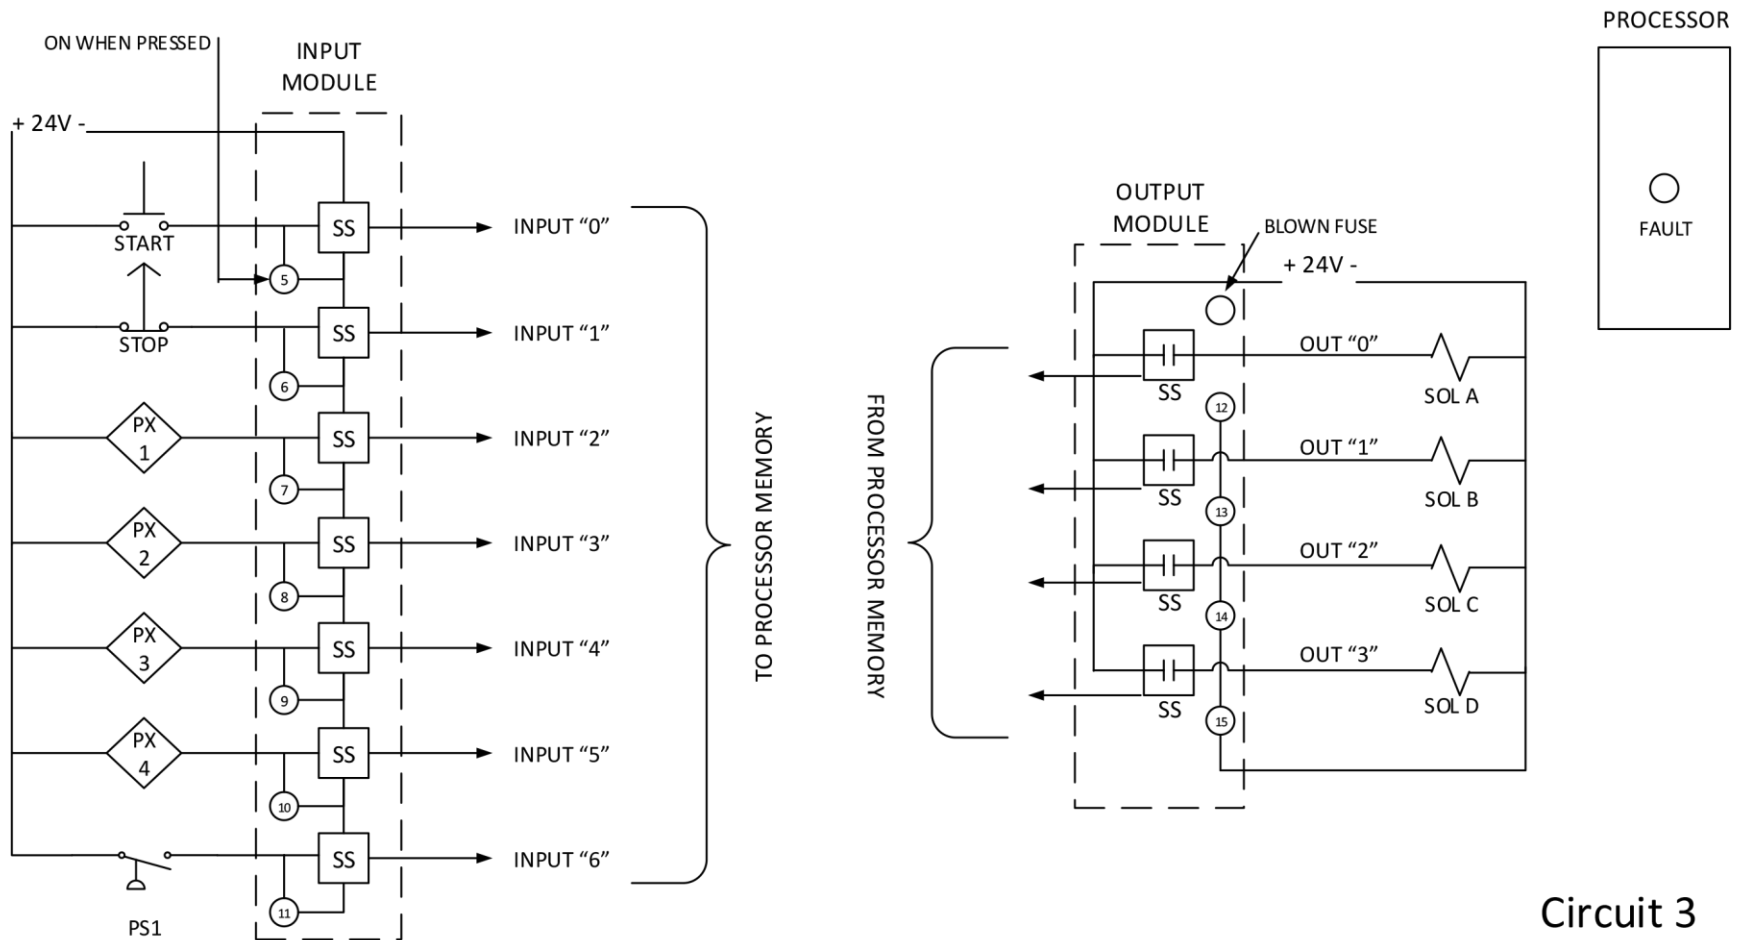 PROCESSOR
FAULT
ON WHEN PRESSED
INPUT
MODULE
+ 24V -
START
STOP
PX
1
PX
2
PX
3
PX
4
PS1
SS
SS
SS
SS
SS
SS
SS
5
6
7
8
9
10
11
INPUT “0”
INPUT “1”
INPUT “2”
INPUT “3”
INPUT “4”
INPUT “5”
INPUT “6”
TO PROCESSOR MEMORY
FROM PROCESSOR MEMORY
OUTPUT
MODULE
BLOWN FUSE
+ 24V -
SS
SS
SS
SS
12
13
14
15
OUT “0”
SOL A
OUT “1”
SOL B
OUT “2”
SOL C
OUT “3”
SOL D
Circuit 3